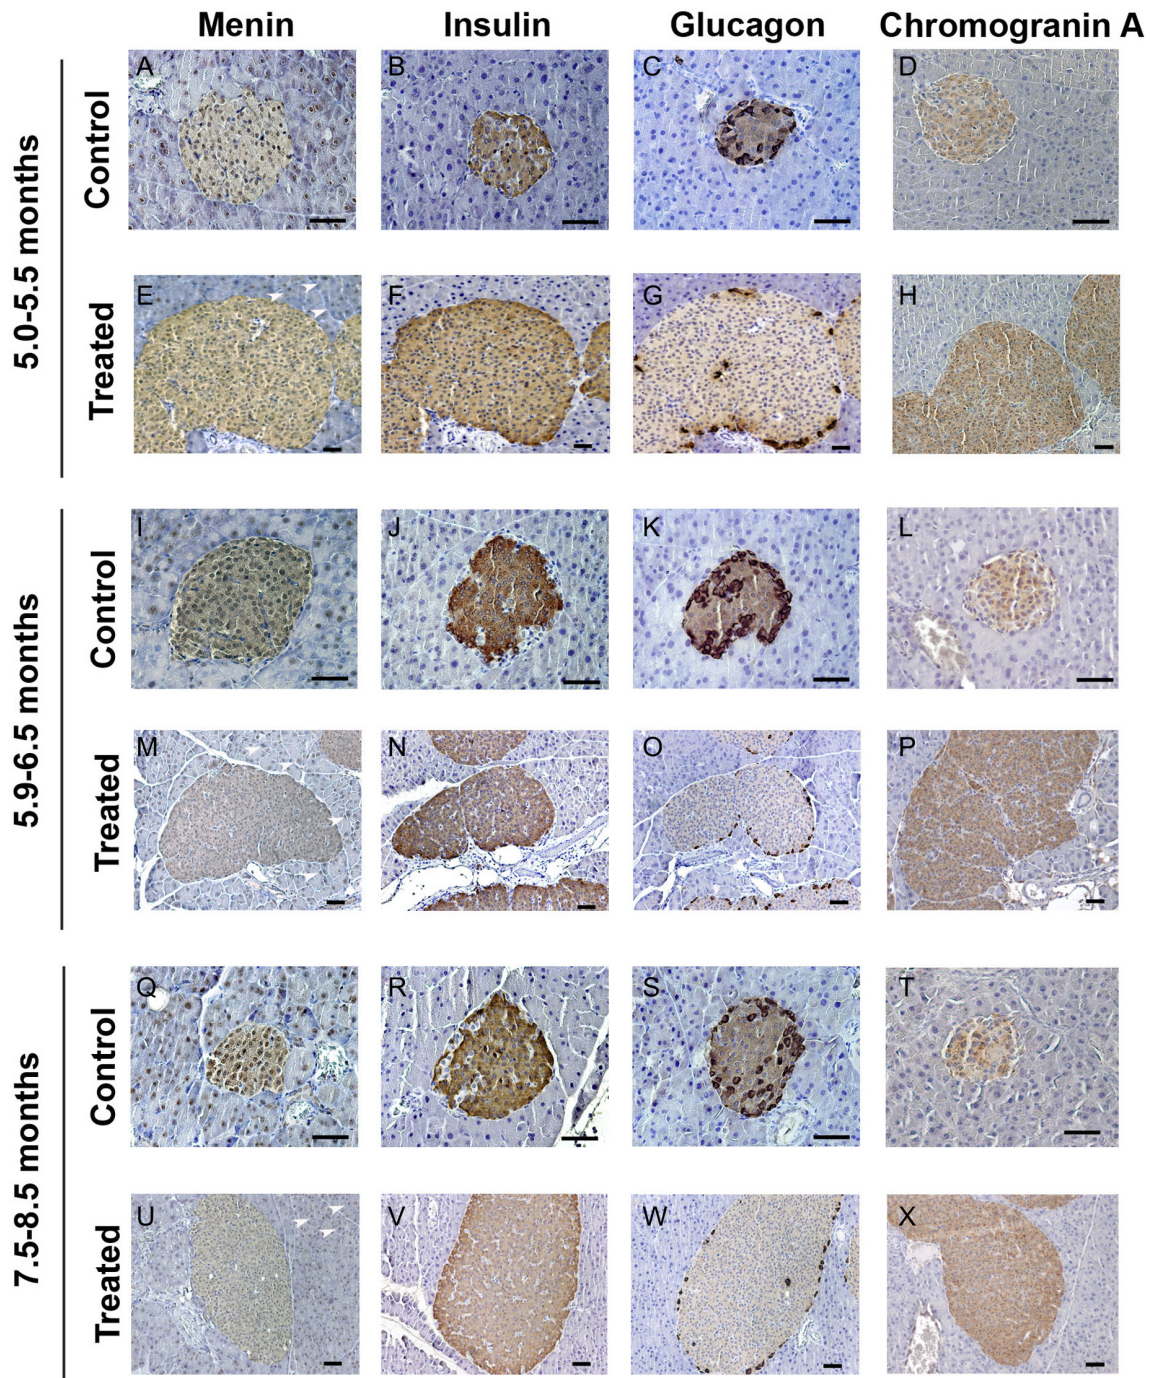 Menin Insulin Glucagon Chromogranin A
5.0-5.5 months
Control
A B C D
Treated
E F G H
5.9-6.5 months
Control
I J K L
Treated
M N O P
7.5-8.5 months
Control
Q R S T
Treated
U V W X